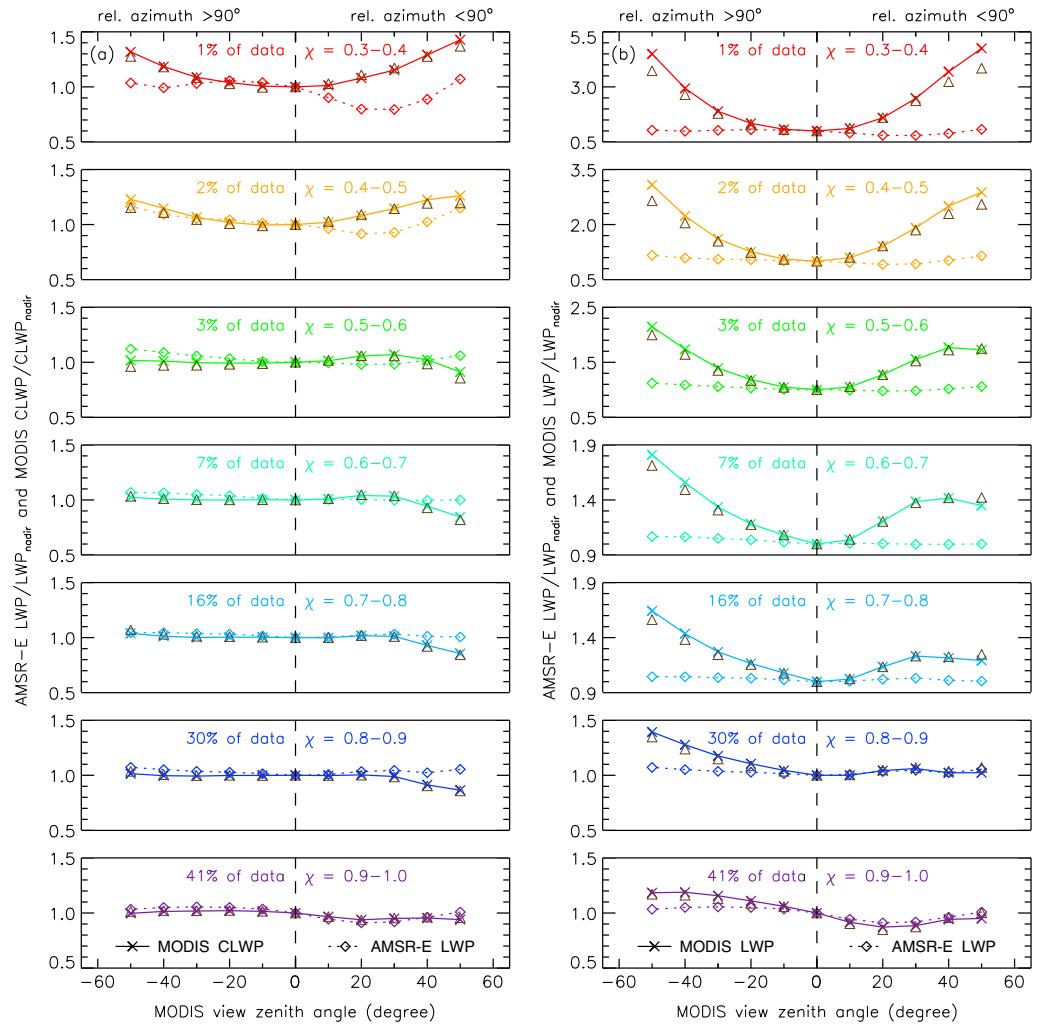 rel. azimuth >90° rel. azimuth <90°
(a)
1% of data χ = 0.3−0.4
1.5
1.0
0.5
2% of data χ = 0.4−0.5
1.5
1.0
0.5
3% of data χ = 0.5−0.6
1.5
1.0
0.5
7% of data χ = 0.6−0.7
1.5
1.0
0.5
16% of data χ = 0.7−0.8
1.5
1.0
0.5
30% of data χ = 0.8−0.9
1.5
1.0
0.5
41% of data χ = 0.9−1.0
1.5
1.0
0.5
MODIS CLWP AMSR−E LWP
−60 −40 −20 0 20 40 60
MODIS view zenith angle (degree)
AMSR−E LWP/LWPnadir and MODIS CLWP/CLWPnadir
rel. azimuth >90° rel. azimuth <90°
(b)
1% of data χ = 0.3−0.4
5.5
3.0
0.5
2% of data χ = 0.4−0.5
3.5
2.0
0.5
3% of data χ = 0.5−0.6
2.5
1.5
0.5
7% of data χ = 0.6−0.7
1.9
1.4
0.9
16% of data χ = 0.7−0.8
1.9
1.4
0.9
30% of data χ = 0.8−0.9
1.5
1.0
0.5
41% of data χ = 0.9−1.0
1.5
1.0
0.5
MODIS LWP AMSR−E LWP
−60 −40 −20 0 20 40 60
MODIS view zenith angle (degree)
AMSR−E LWP/LWPnadir and MODIS LWP/LWPnadir